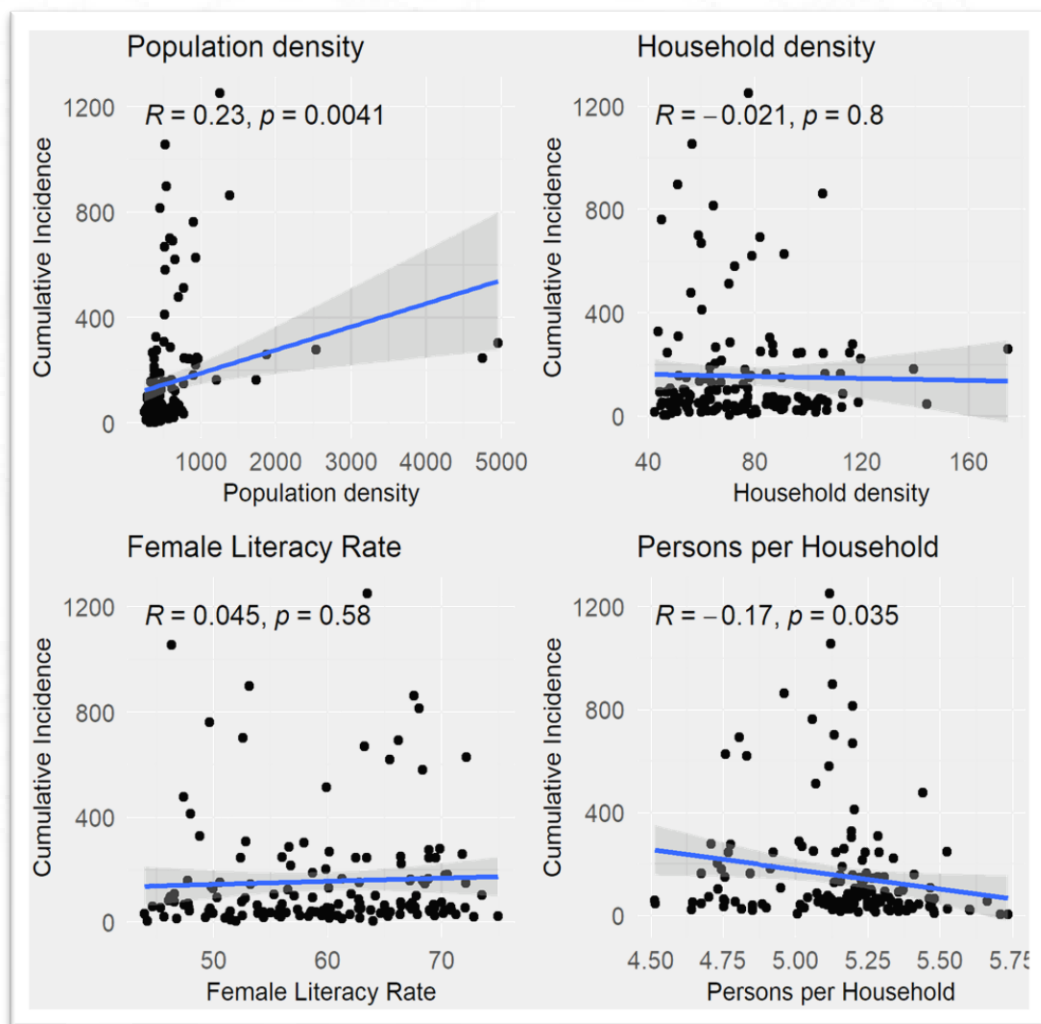 Population density
R = 0.23, p = 0.0041
1200
800
400
0
Cumulative Incidence
1000 2000 3000 4000 5000
Population density
Household density
R = −0.021, p = 0.8
1200
800
400
0
Cumulative Incidence
40 80 120 160
Household density
Female Literacy Rate
R = 0.045, p = 0.58
1200
800
400
0
Cumulative Incidence
50 60 70
Female Literacy Rate
Persons per Household
R = −0.17, p = 0.035
1200
800
400
0
Cumulative Incidence
4.50 4.75 5.00 5.25 5.50 5.75
Persons per Household